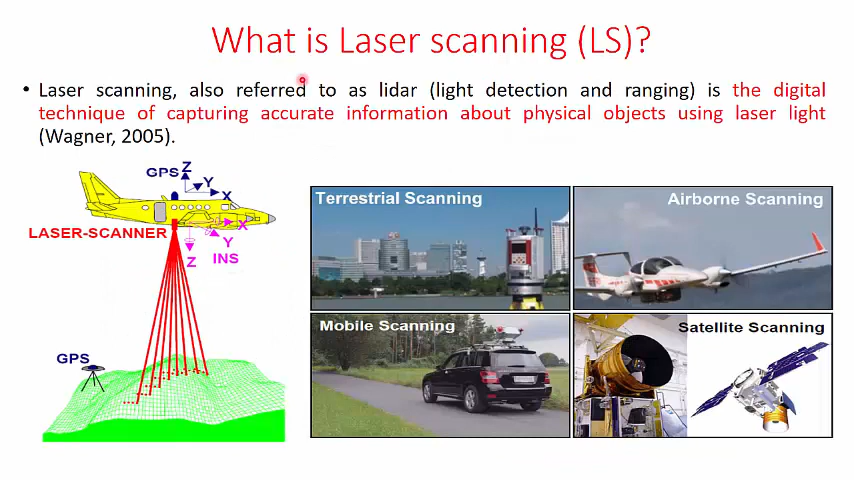 What is Laser scanning (LS)?
• Laser scanning, also referred to as lidar (light detection and ranging) is the digital
technique of capturing accurate information about physical objects using laser light
(Wagner, 2005).
GPS Z
Y
X
LASER-SCANNER
X
Y
Z
INS
GPS
Terrestrial Scanning
Airborne Scanning
Mobile Scanning
Satellite Scanning